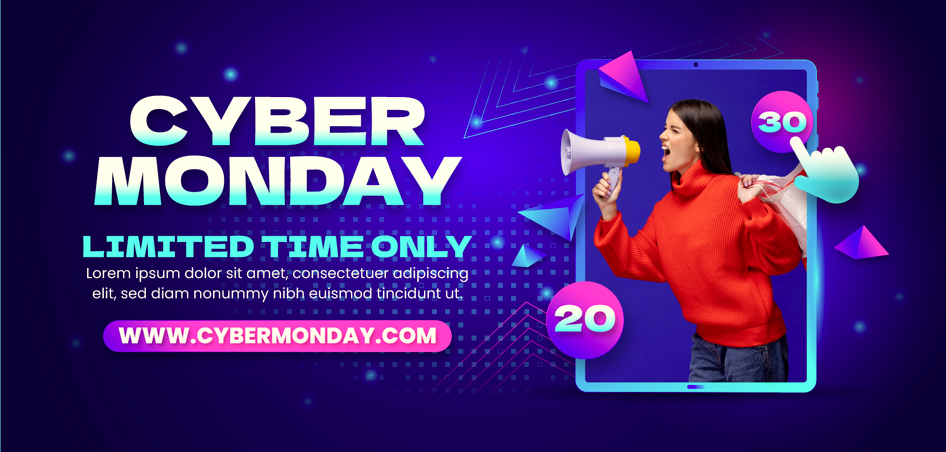 CYBER
MONDAY
LIMITED TIME ONLY
Lorem ipsum dolor sit amet, consectetuer adipiscing
elit, sed diam nonummy nibh euismod tincidunt ut.
WWW.CYBERMONDAY.COM
30
20